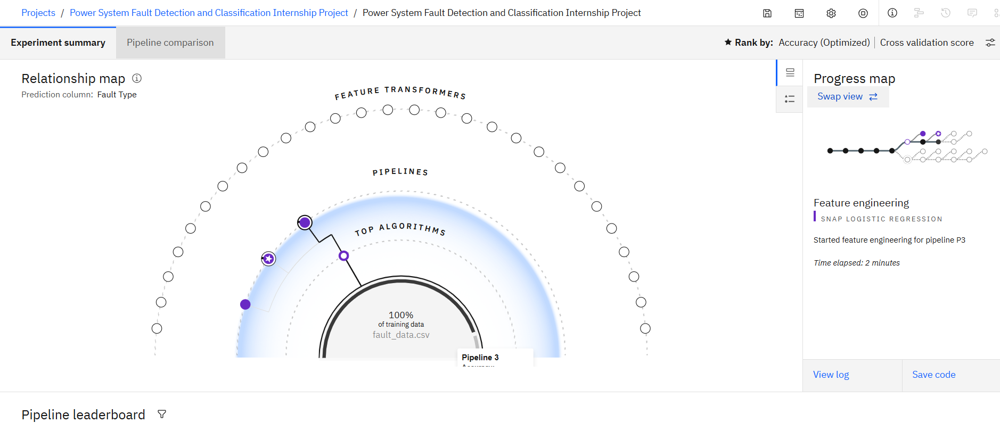 Projects / Power System Fault Detection and Classification Internship Project / Power System Fault Detection and Classification Internship Project
Experiment summary
Pipeline comparison
Rank by: Accuracy (Optimized) | Cross validation score
Relationship map
Prediction column: Fault Type
FEATURE TRANSFORMERS
PIPELINES
TOP ALGORITHMS
100%
of training data
fault_data.csv
Pipeline 3
Progress map
Swap view
Feature engineering
SNAP LOGISTIC REGRESSION
Started feature engineering for pipeline P3
Time elapsed: 2 minutes
View log
Save code
Pipeline leaderboard